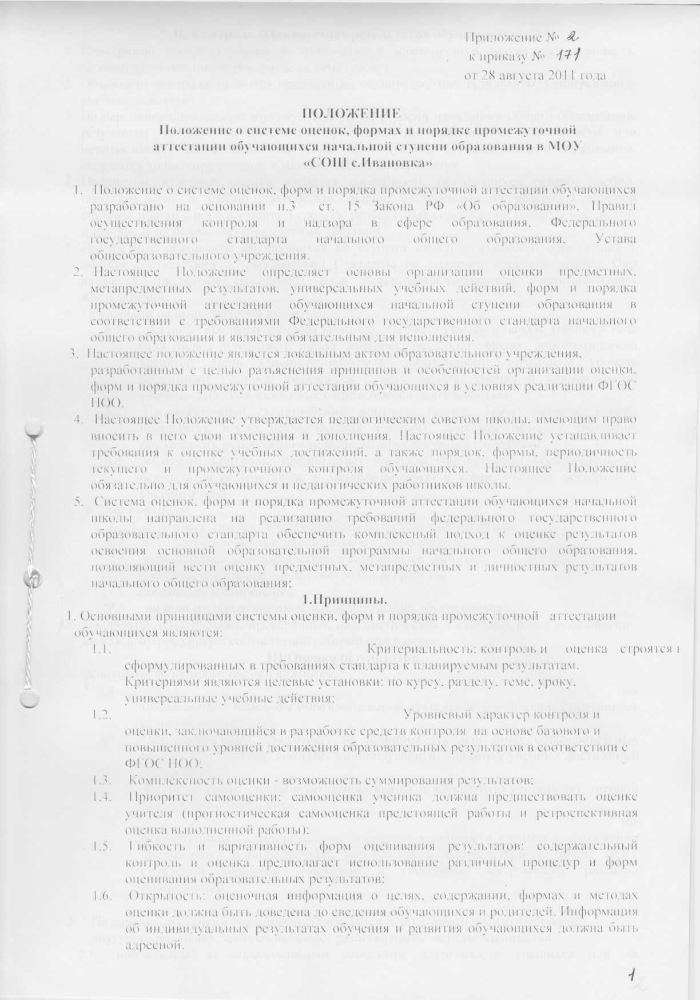 Приложение № 2
к приказу № 171
от 28 августа 2011 года
ПОЛОЖЕНИЕ
Положение о системе оценок, формах и порядке промежуточной
аттестации обучающихся начальной ступени образования в МОУ
«СОШ с.Ивановка»
1. Положение о системе оценок, форм и порядка промежуточной аттестации обучающихся
разработано на основании п.3 ст. 15 Закона РФ «Об образовании», Правил
осуществления контроля и надзора в сфере образования, Федерального
государственного стандарта начального общего образования, Устава
общеобразовательного учреждения.
2. Настоящее Положение определяет основы организации оценки предметных,
метапредметных результатов, универсальных учебных действий, форм и порядка
промежуточной аттестации обучающихся начальной ступени образования в
соответствии с требованиями Федерального государственного стандарта начального
общего образования и является обязательным для исполнения.
3. Настоящее положение является локальным актом образовательного учреждения,
разработанным с целью разъяснения принципов и особенностей организации оценки,
форм и порядка промежуточной аттестации обучающихся в условиях реализации ФГОС
НОО.
4. Настоящее Положение утверждается педагогическим советом школы, имеющим право
вносить в него свои изменения и дополнения. Настоящее Положение устанавливает
требования к оценке учебных достижений, а также порядок, формы, периодичность
текущего и промежуточного контроля обучающихся. Настоящее Положение
обязательно для обучающихся и педагогических работников школы.
5. Система оценок, форм и порядка промежуточной аттестации обучающихся начальной
школы направлена на реализацию требований федерального государственного
образовательного стандарта обеспечить комплексный подход к оценке результатов
освоения основной образовательной программы начального общего образования,
позволяющий вести оценку предметных, метапредметных и личностных результатов
начального общего образования;
1.Принципы.
1. Основными принципами системы оценки, форм и порядка промежуточной аттестации
обучающихся являются:
1.1. Критериальность: контроль и оценка строятся
сформулированных в требованиях стандарта к планируемым результатам.
Критериями являются целевые установки: по курсу, разделу, теме, уроку,
универсальные учебные действия;
1.2. Уровневый характер контроля и
оценки, заключающийся в разработке средств контроля на основе базового и
повышенного уровней достижения образовательных результатов в соответствии с
ФГОС НОО;
1.3. Комплексность оценки - возможность суммирования результатов;
1.4. Приоритет самооценки: самооценка ученика должна предшествовать оценке
учителя (прогностическая самооценка предстоящей работы и ретроспективная
оценка выполненной работы);
1.5. Гибкость и вариативность форм оценивания результатов: содержательный
контроль и оценка предполагает использование различных процедур и форм
оценивания образовательных результатов;
1.6. Открытость: оценочная информация о целях, содержании, формах и методах
оценки должна быть доведена до сведения обучающихся и родителей. Информация
об индивидуальных результатах обучения и развития обучающихся должна быть
адресной.
1